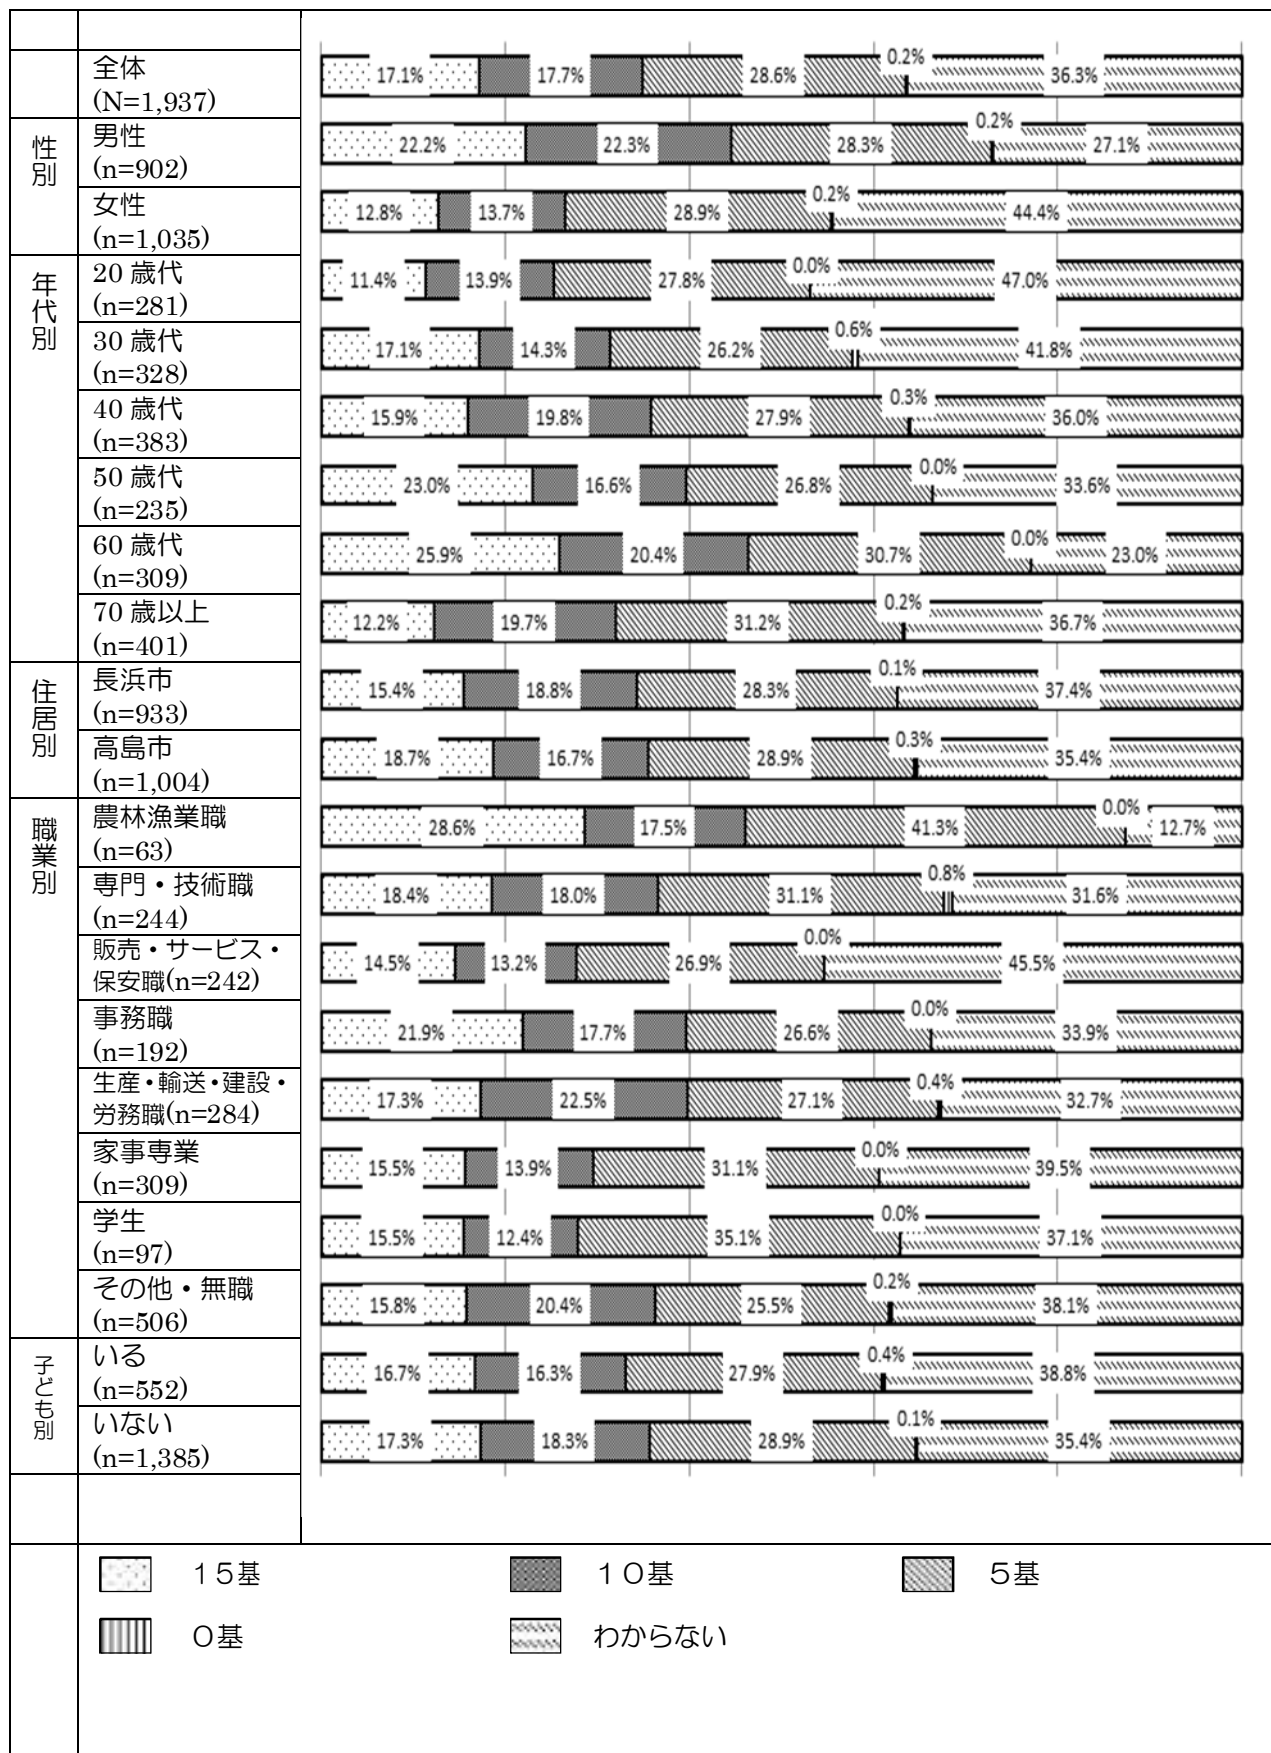 全体
(N=1,937)
17.1% 17.7% 28.6% 0.2% 36.3%
性別
男性
(n=902)
22.2% 22.3% 28.3% 0.2% 27.1%
女性
(n=1,035)
12.8% 13.7% 28.9% 0.2% 44.4%
年代別
20 歳代
(n=281)
11.4% 13.9% 27.8% 0.0% 47.0%
30 歳代
(n=328)
17.1% 14.3% 26.2% 0.6% 41.8%
40 歳代
(n=383)
15.9% 19.8% 27.9% 0.3% 36.0%
50 歳代
(n=235)
23.0% 16.6% 26.8% 0.0% 33.6%
60 歳代
(n=309)
25.9% 20.4% 30.7% 0.0% 23.0%
70 歳以上
(n=401)
12.2% 19.7% 31.2% 0.2% 36.7%
住居別
長浜市
(n=933)
15.4% 18.8% 28.3% 0.1% 37.4%
高島市
(n=1,004)
18.7% 16.7% 28.9% 0.3% 35.4%
職業別
農林漁業職
(n=63)
28.6% 17.5% 41.3% 0.0% 12.7%
専門・技術職
(n=244)
18.4% 18.0% 31.1% 0.8% 31.6%
販売・サービス・
保安職(n=242)
14.5% 13.2% 26.9% 0.0% 45.5%
事務職
(n=192)
21.9% 17.7% 26.6% 0.0% 33.9%
生産・輸送・建設・
労務職(n=284)
17.3% 22.5% 27.1% 0.4% 32.7%
家事専業
(n=309)
15.5% 13.9% 31.1% 0.0% 39.5%
学生
(n=97)
15.5% 12.4% 35.1% 0.0% 37.1%
その他・無職
(n=506)
15.8% 20.4% 25.5% 0.2% 38.1%
子ども別
いる
(n=552)
16.7% 16.3% 27.9% 0.4% 38.8%
いない
(n=1,385)
17.3% 18.3% 28.9% 0.1% 35.4%
１５基 １０基 ５基
０基 わからない